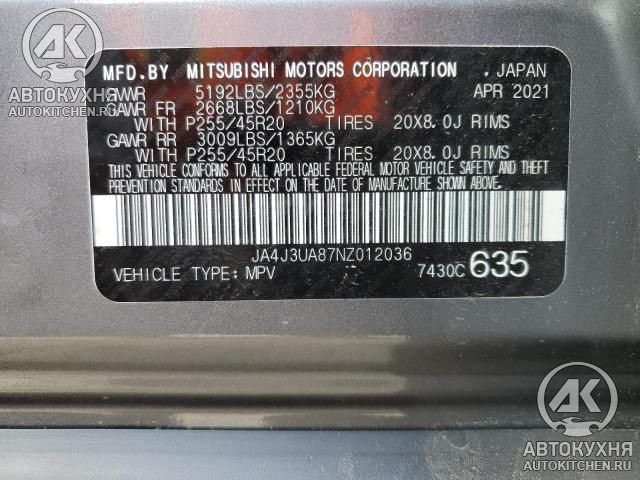 AK
АВТОКУХНЯ
AUTOKITCHEN.RU
MFD.BY MITSUBISHI MOTORS CORPORATION , JAPAN
GVWR 5192LBS/2355KG APR 2021
GAWR FR 2668LBS/1210KG
WITH P255/45R20 TIRES 20X8.0J RIMS
GAWR RR 3009LBS/1365KG
WITH P255/45R20 TIRES 20X8.0J RIMS
THIS VEHICLE CONFORMS TO ALL APPLICABLE FEDERAL MOTOR VEHICLE SAFETY AND THEFT
PREVENTION STANDARDS IN EFFECT ON THE DATE OF MANUFACTURE SHOWN ABOVE.
JA4J3UA87NZ012036
VEHICLE TYPE: MPV 7430C 635
AK
АВТОКУХНЯ
AUTOKITCHEN.RU